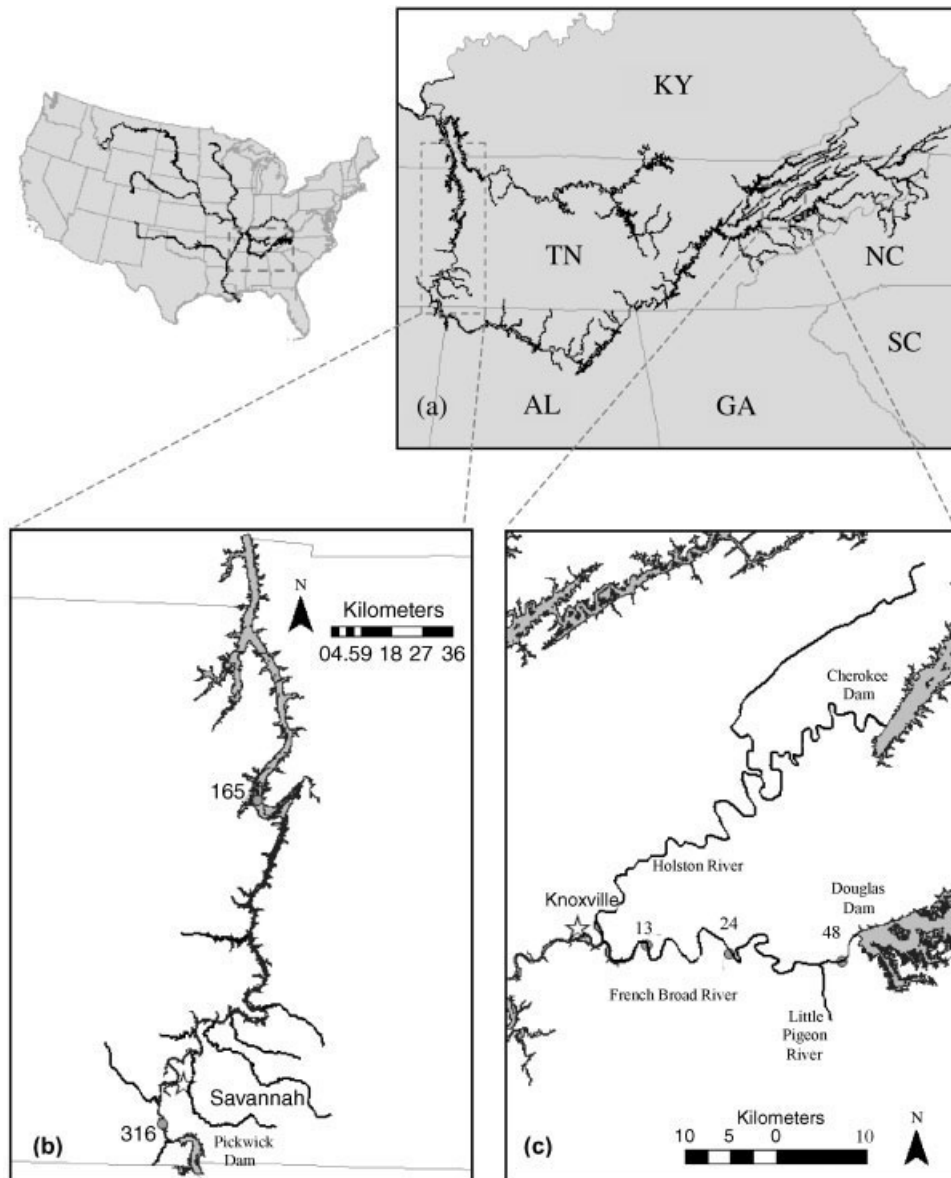 KY
TN
NC
SC
(a)
AL
GA
N
Kilometers
04.59 18 27 36
165
Savannah
316
Pickwick
Dam
(b)
Cherokee
Dam
Holston River
Knoxville
Douglas
Dam
13
24
48
French Broad River
Little
Pigeon
River
Kilometers
N
10 5 0 10
(c)